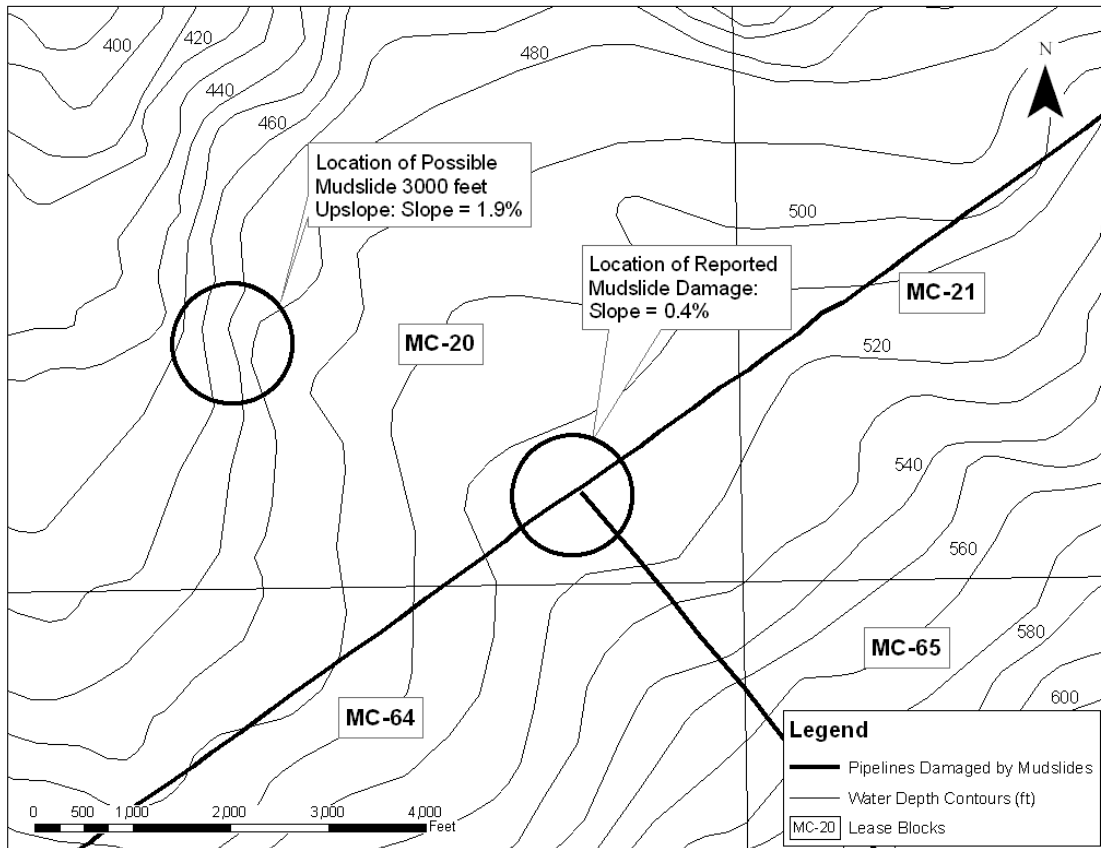 400
420
440
460
480
N
Location of Possible
Mudslide 3000 feet
Upslope: Slope = 1.9%
500
Location of Reported
Mudslide Damage:
Slope = 0.4%
MC-21
MC-20
520
540
560
580
MC-65
600
MC-64
Legend
Pipelines Damaged by Mudslides
Water Depth Contours (ft)
MC-20 Lease Blocks
0 500 1,000 2,000 3,000 4,000
Feet